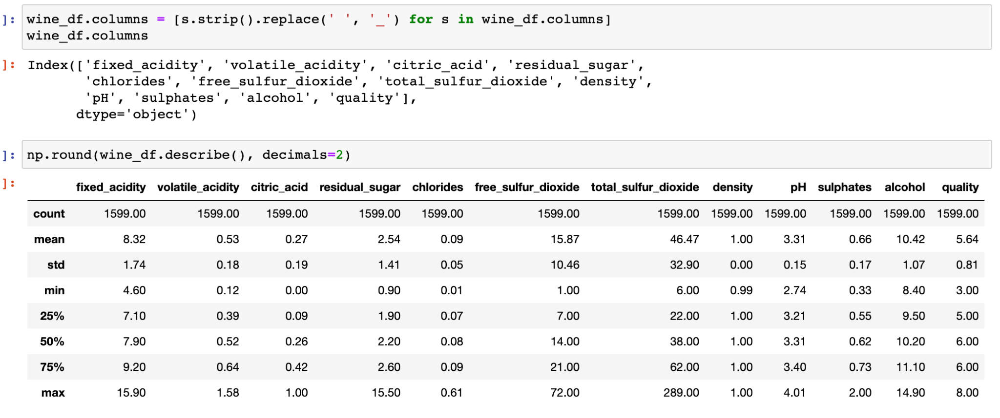 ]: wine_df.columns = [s.strip().replace(' ', '_') for s in wine_df.columns]
wine_df.columns
]: Index(['fixed_acidity', 'volatile_acidity', 'citric_acid', 'residual_sugar',
'chlorides', 'free_sulfur_dioxide', 'total_sulfur_dioxide', 'density',
'pH', 'sulphates', 'alcohol', 'quality'],
dtype='object')
]: np.round(wine_df.describe(), decimals=2)
]: fixed_acidity volatile_acidity citric_acid residual_sugar chlorides free_sulfur_dioxide total_sulfur_dioxide density pH sulphates alcohol quality
count 1599.00 1599.00 1599.00 1599.00 1599.00 1599.00 1599.00 1599.00 1599.00 1599.00 1599.00 1599.00
mean 8.32 0.53 0.27 2.54 0.09 15.87 46.47 1.00 3.31 0.66 10.42 5.64
std 1.74 0.18 0.19 1.41 0.05 10.46 32.90 0.00 0.15 0.17 1.07 0.81
min 4.60 0.12 0.00 0.90 0.01 1.00 6.00 0.99 2.74 0.33 8.40 3.00
25% 7.10 0.39 0.09 1.90 0.07 7.00 22.00 1.00 3.21 0.55 9.50 5.00
50% 7.90 0.52 0.26 2.20 0.08 14.00 38.00 1.00 3.31 0.62 10.20 6.00
75% 9.20 0.64 0.42 2.60 0.09 21.00 62.00 1.00 3.40 0.73 11.10 6.00
max 15.90 1.58 1.00 15.50 0.61 72.00 289.00 1.00 4.01 2.00 14.90 8.00